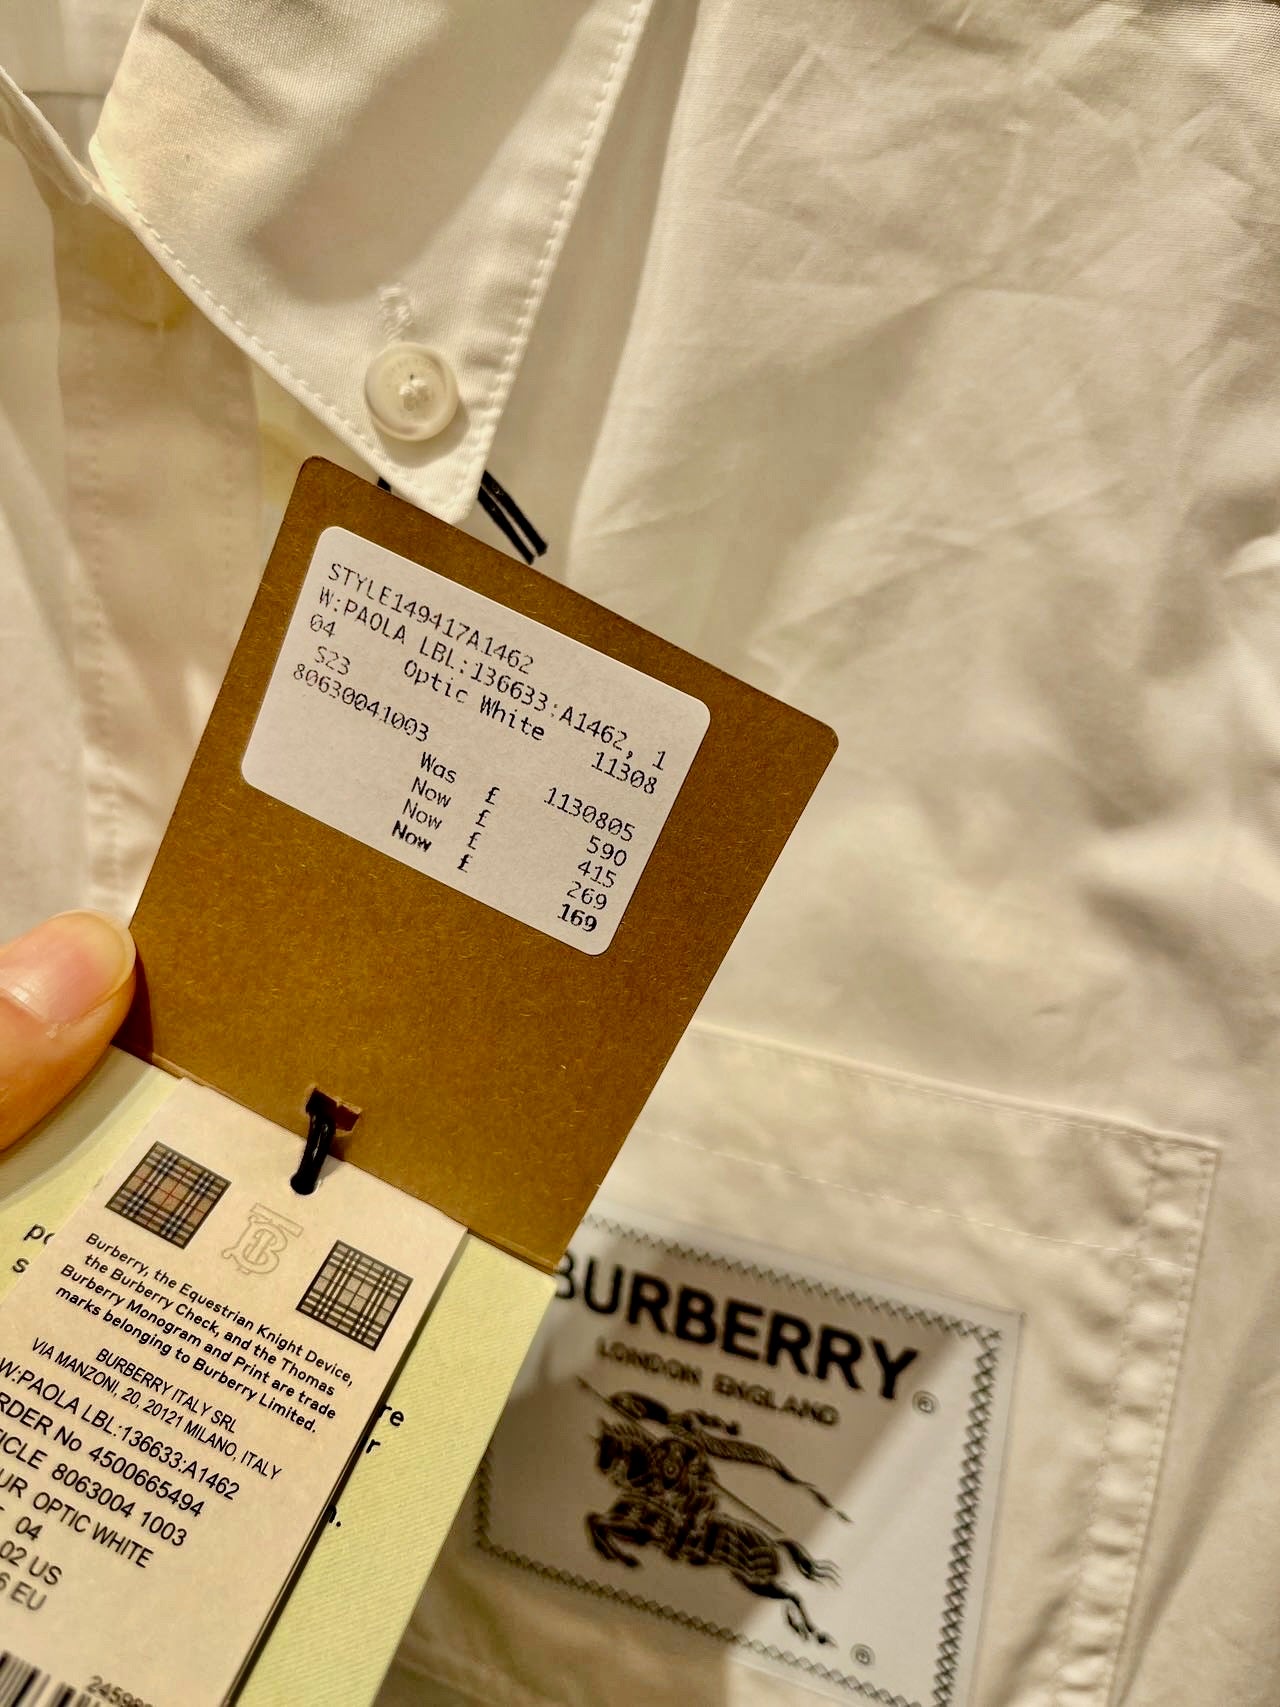 STYLE149417A1462
W:PAOLA LBL:136633:A1462, 1
04 Optic White 11308
S23
80630041003 1130805
Was £ 590
Now £ 415
Now £ 269
Now £ 169
Burberry, the Equestrian Knight Device,
the Burberry Check, and the Thomas
Burberry Monogram and Print are trade
marks belonging to Burberry Limited.
BURBERRY ITALY SRL
VIA MANZONI, 20, 20121 MILANO, ITALY
W:PAOLA LBL:136633:A1462
No 4500665494
8063004 1003
OPTIC WHITE
04
02 US
EU
BURBERRY®
LONDON ENGLAND
®